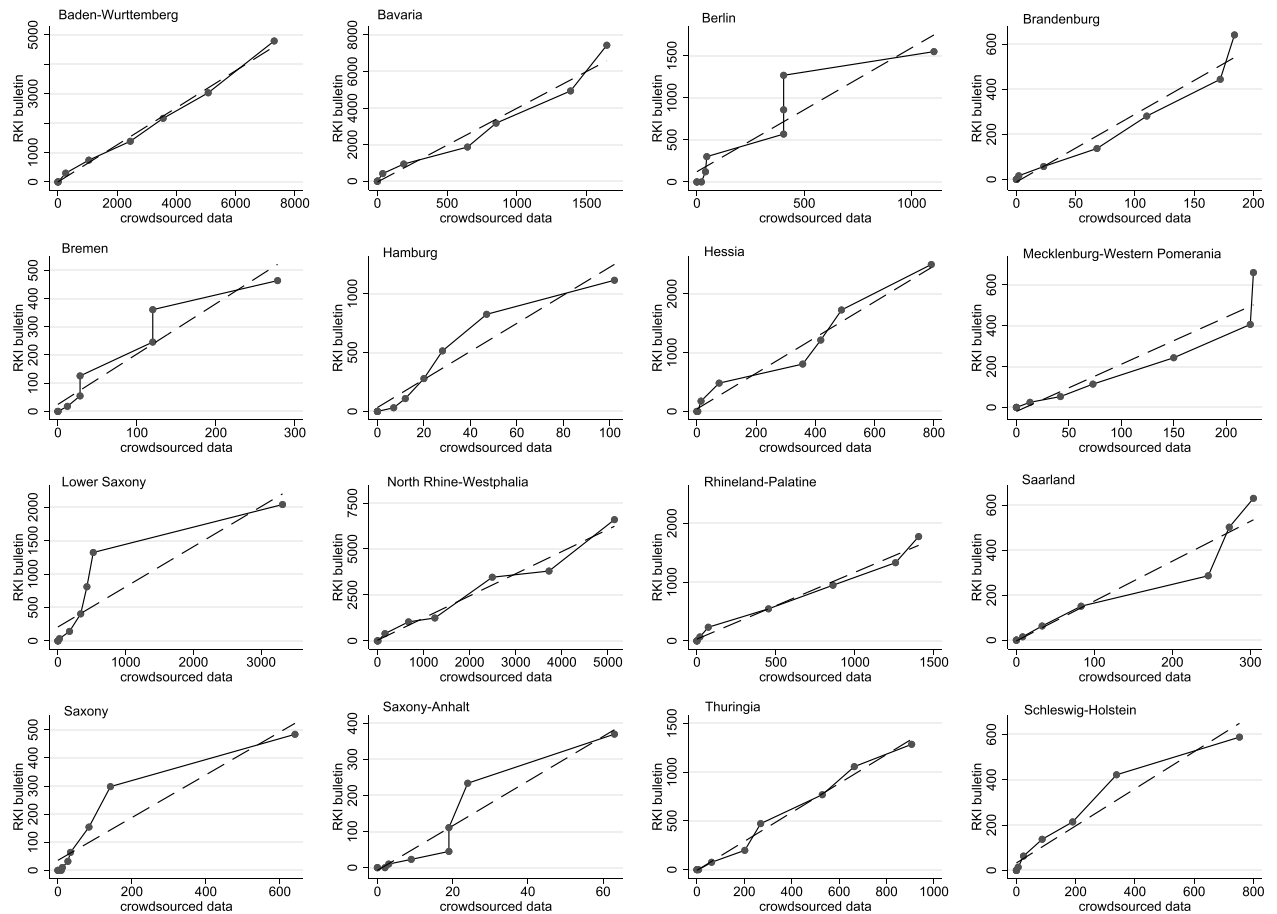 Baden-Wurttemberg
RKI bulletin
0 1000 3000 5000
0 2000 4000 6000 8000
crowdsourced data
Bavaria
RKI bulletin
0 2000 4000 6000 8000
0 500 1000 1500
crowdsourced data
Berlin
RKI bulletin
0 500 1000 1500
0 500 1000
crowdsourced data
Brandenburg
RKI bulletin
0 200 400 600
0 50 100 150 200
crowdsourced data
Bremen
RKI bulletin
0 100 200 300 400 500
0 100 200 300
crowdsourced data
Hamburg
RKI bulletin
0 500 1000
0 20 40 60 80 100
crowdsourced data
Hessia
RKI bulletin
0 1000 2000
0 200 400 600 800
crowdsourced data
Mecklenburg-Western Pomerania
RKI bulletin
0 200 400 600
0 50 100 150 200
crowdsourced data
Lower Saxony
RKI bulletin
0 500 1000 1500 2000
0 1000 2000 3000
crowdsourced data
North Rhine-Westphalia
RKI bulletin
0 2500 5000 7500
0 1000 2000 3000 4000 5000
crowdsourced data
Rhineland-Palatine
RKI bulletin
0 1000 2000
0 500 1000 1500
crowdsourced data
Saarland
RKI bulletin
0 200 400 600
0 100 200 300
crowdsourced data
Saxony
RKI bulletin
0 100 200 300 400 500
0 200 400 600
crowdsourced data
Saxony-Anhalt
RKI bulletin
0 100 200 300 400
0 20 40 60
crowdsourced data
Thuringia
RKI bulletin
0 500 1000 1500
0 200 400 600 800 1000
crowdsourced data
Schleswig-Holstein
RKI bulletin
0 200 400 600
0 200 400 600 800
crowdsourced data